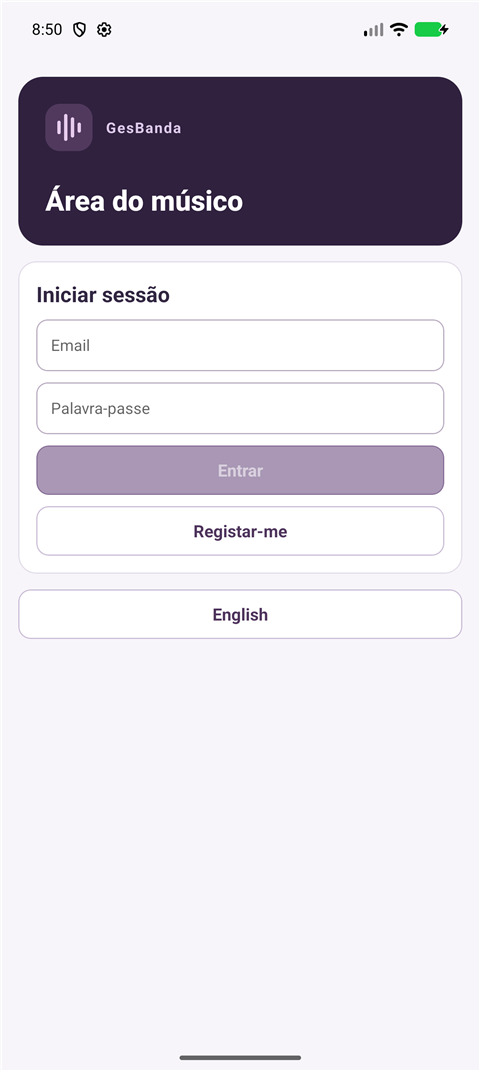 8:50
GesBanda
Área do músico
Iniciar sessão
Email
Palavra-passe
Entrar
Registar-me
English